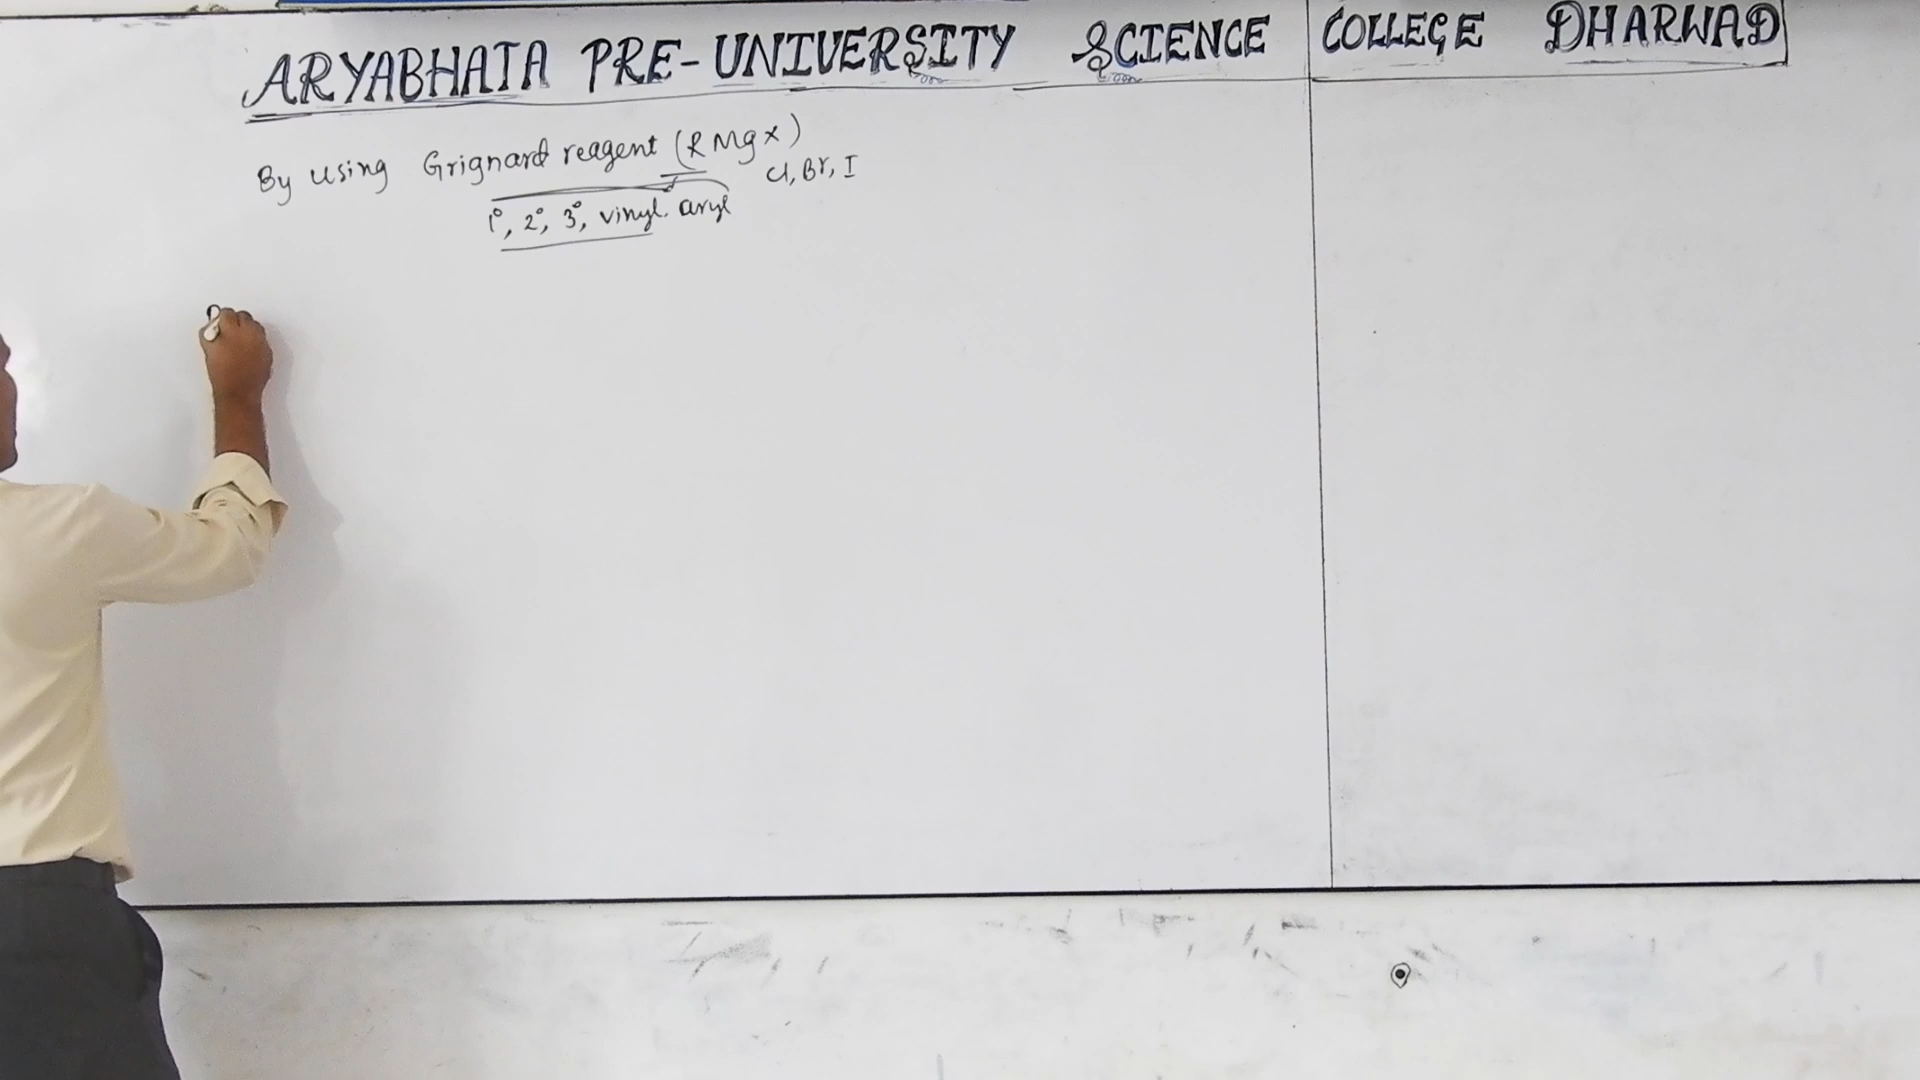 ARYABHATA PRE-UNIVERSITY SCIENCE COLLEGE DHARWAD
By using Grignard reagent (RMgx)
Cl, Br, I
1°, 2°, 3°, vinyl. aryl